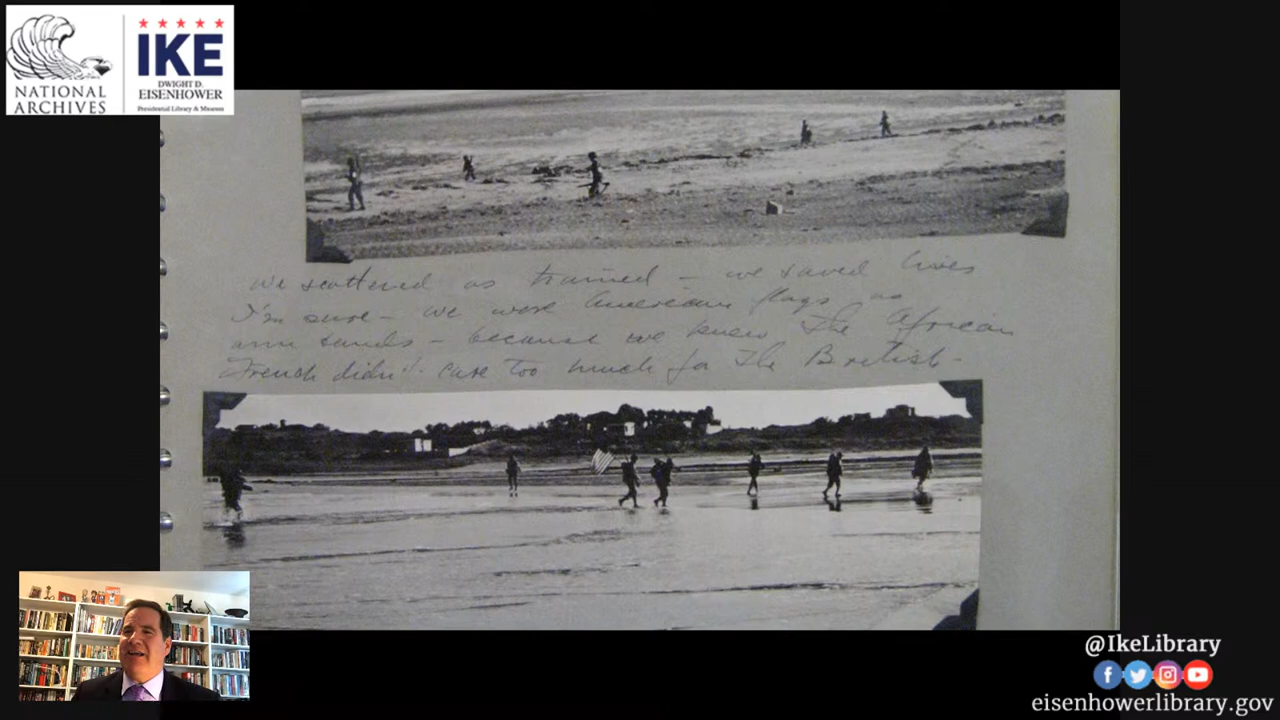 NATIONAL
ARCHIVES
IKE
DWIGHT D.
EISENHOWER
Presidential Library & Museum
We scattered as trained – we saved lives
I'm sure – we wore American flags as
arm bands – because we knew the African
French didn't care too much for The British –
@IkeLibrary
eisenhowerlibrary.gov